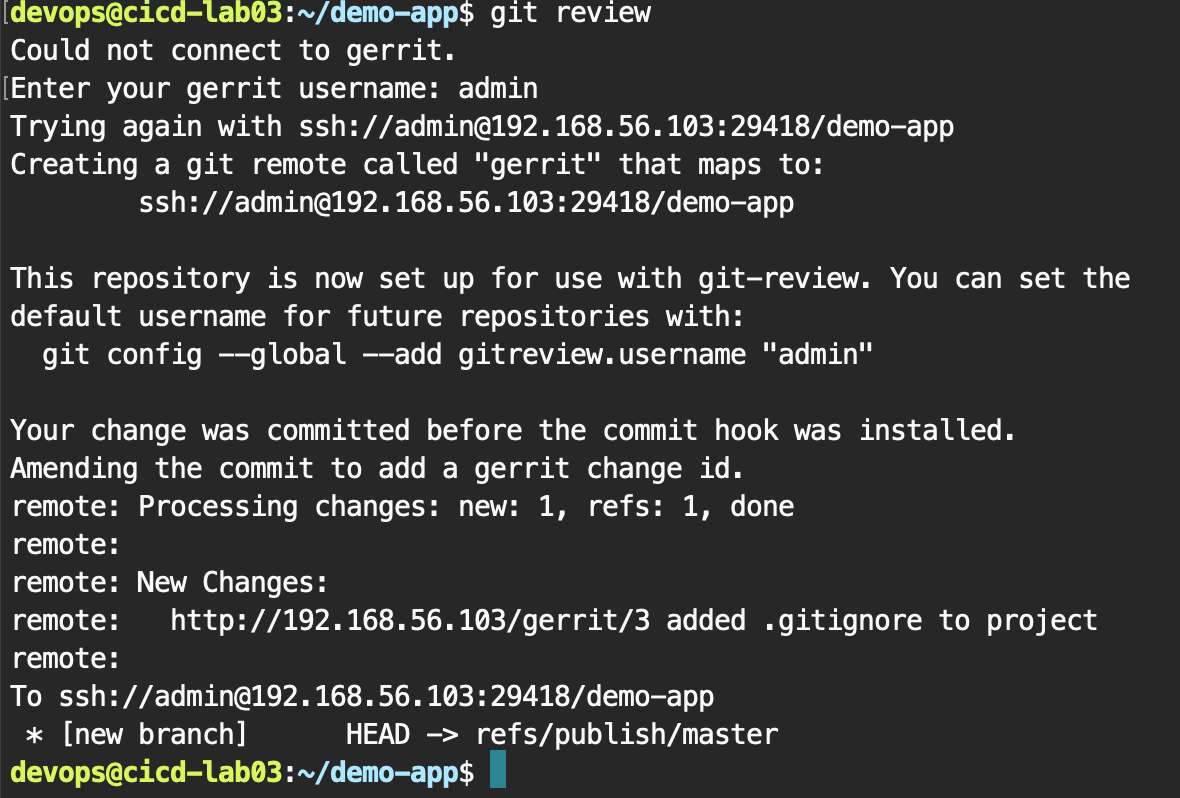 devops@cicd-lab03:~/demo-app$ git review
Could not connect to gerrit.
Enter your gerrit username: admin
Trying again with ssh://admin@192.168.56.103:29418/demo-app
Creating a git remote called "gerrit" that maps to:
        ssh://admin@192.168.56.103:29418/demo-app

This repository is now set up for use with git-review. You can set the
default username for future repositories with:
  git config --global --add gitreview.username "admin"

Your change was committed before the commit hook was installed.
Amending the commit to add a gerrit change id.
remote: Processing changes: new: 1, refs: 1, done
remote:
remote: New Changes:
remote:   http://192.168.56.103/gerrit/3 added .gitignore to project
remote:
To ssh://admin@192.168.56.103:29418/demo-app
 * [new branch]      HEAD -> refs/publish/master
devops@cicd-lab03:~/demo-app$